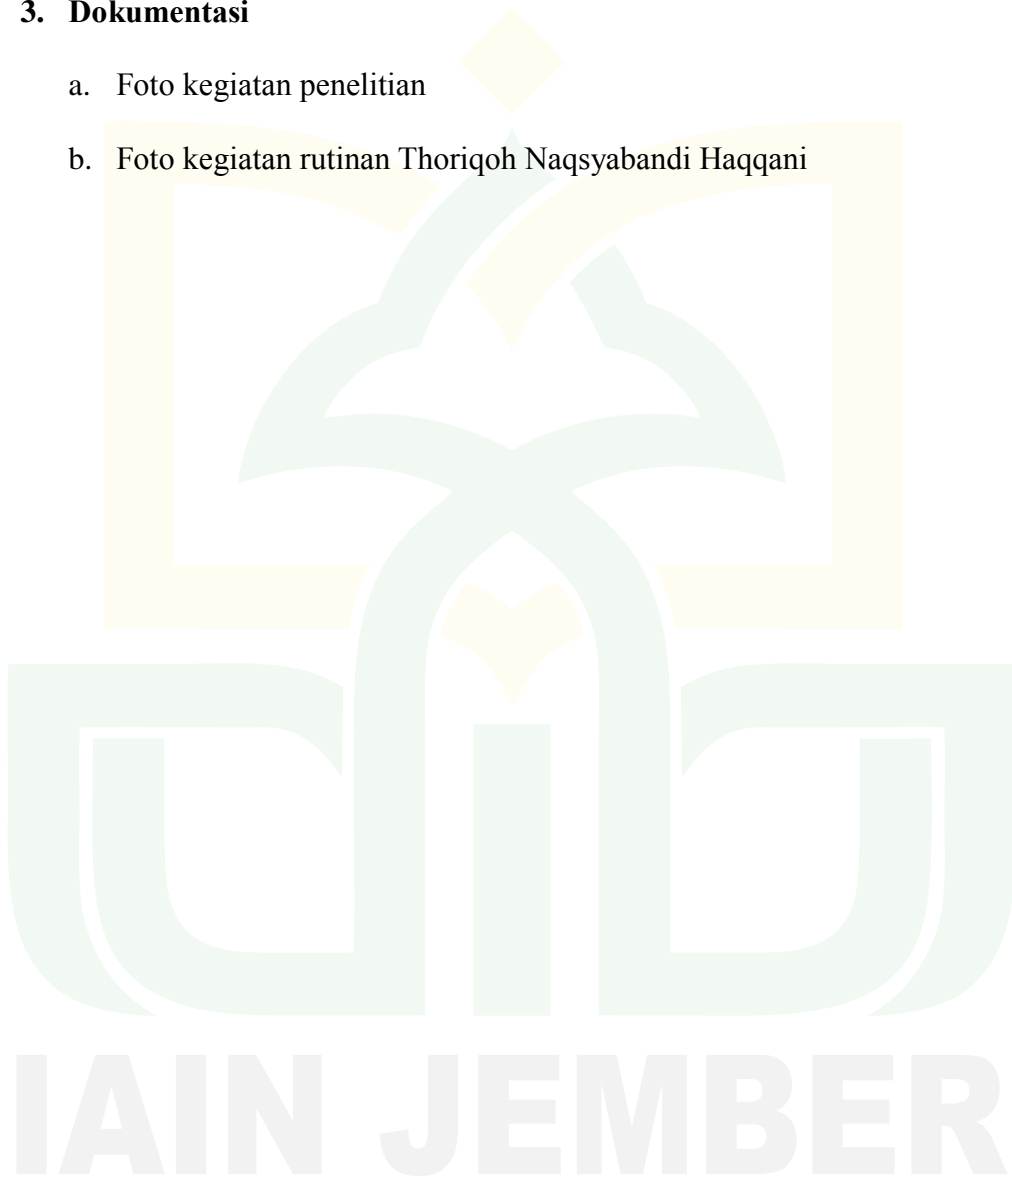 3. Dokumentasi
a. Foto kegiatan penelitian
b. Foto kegiatan rutinan Thoriqoh Naqsyabandi Haqqani
IAIN JEMBER